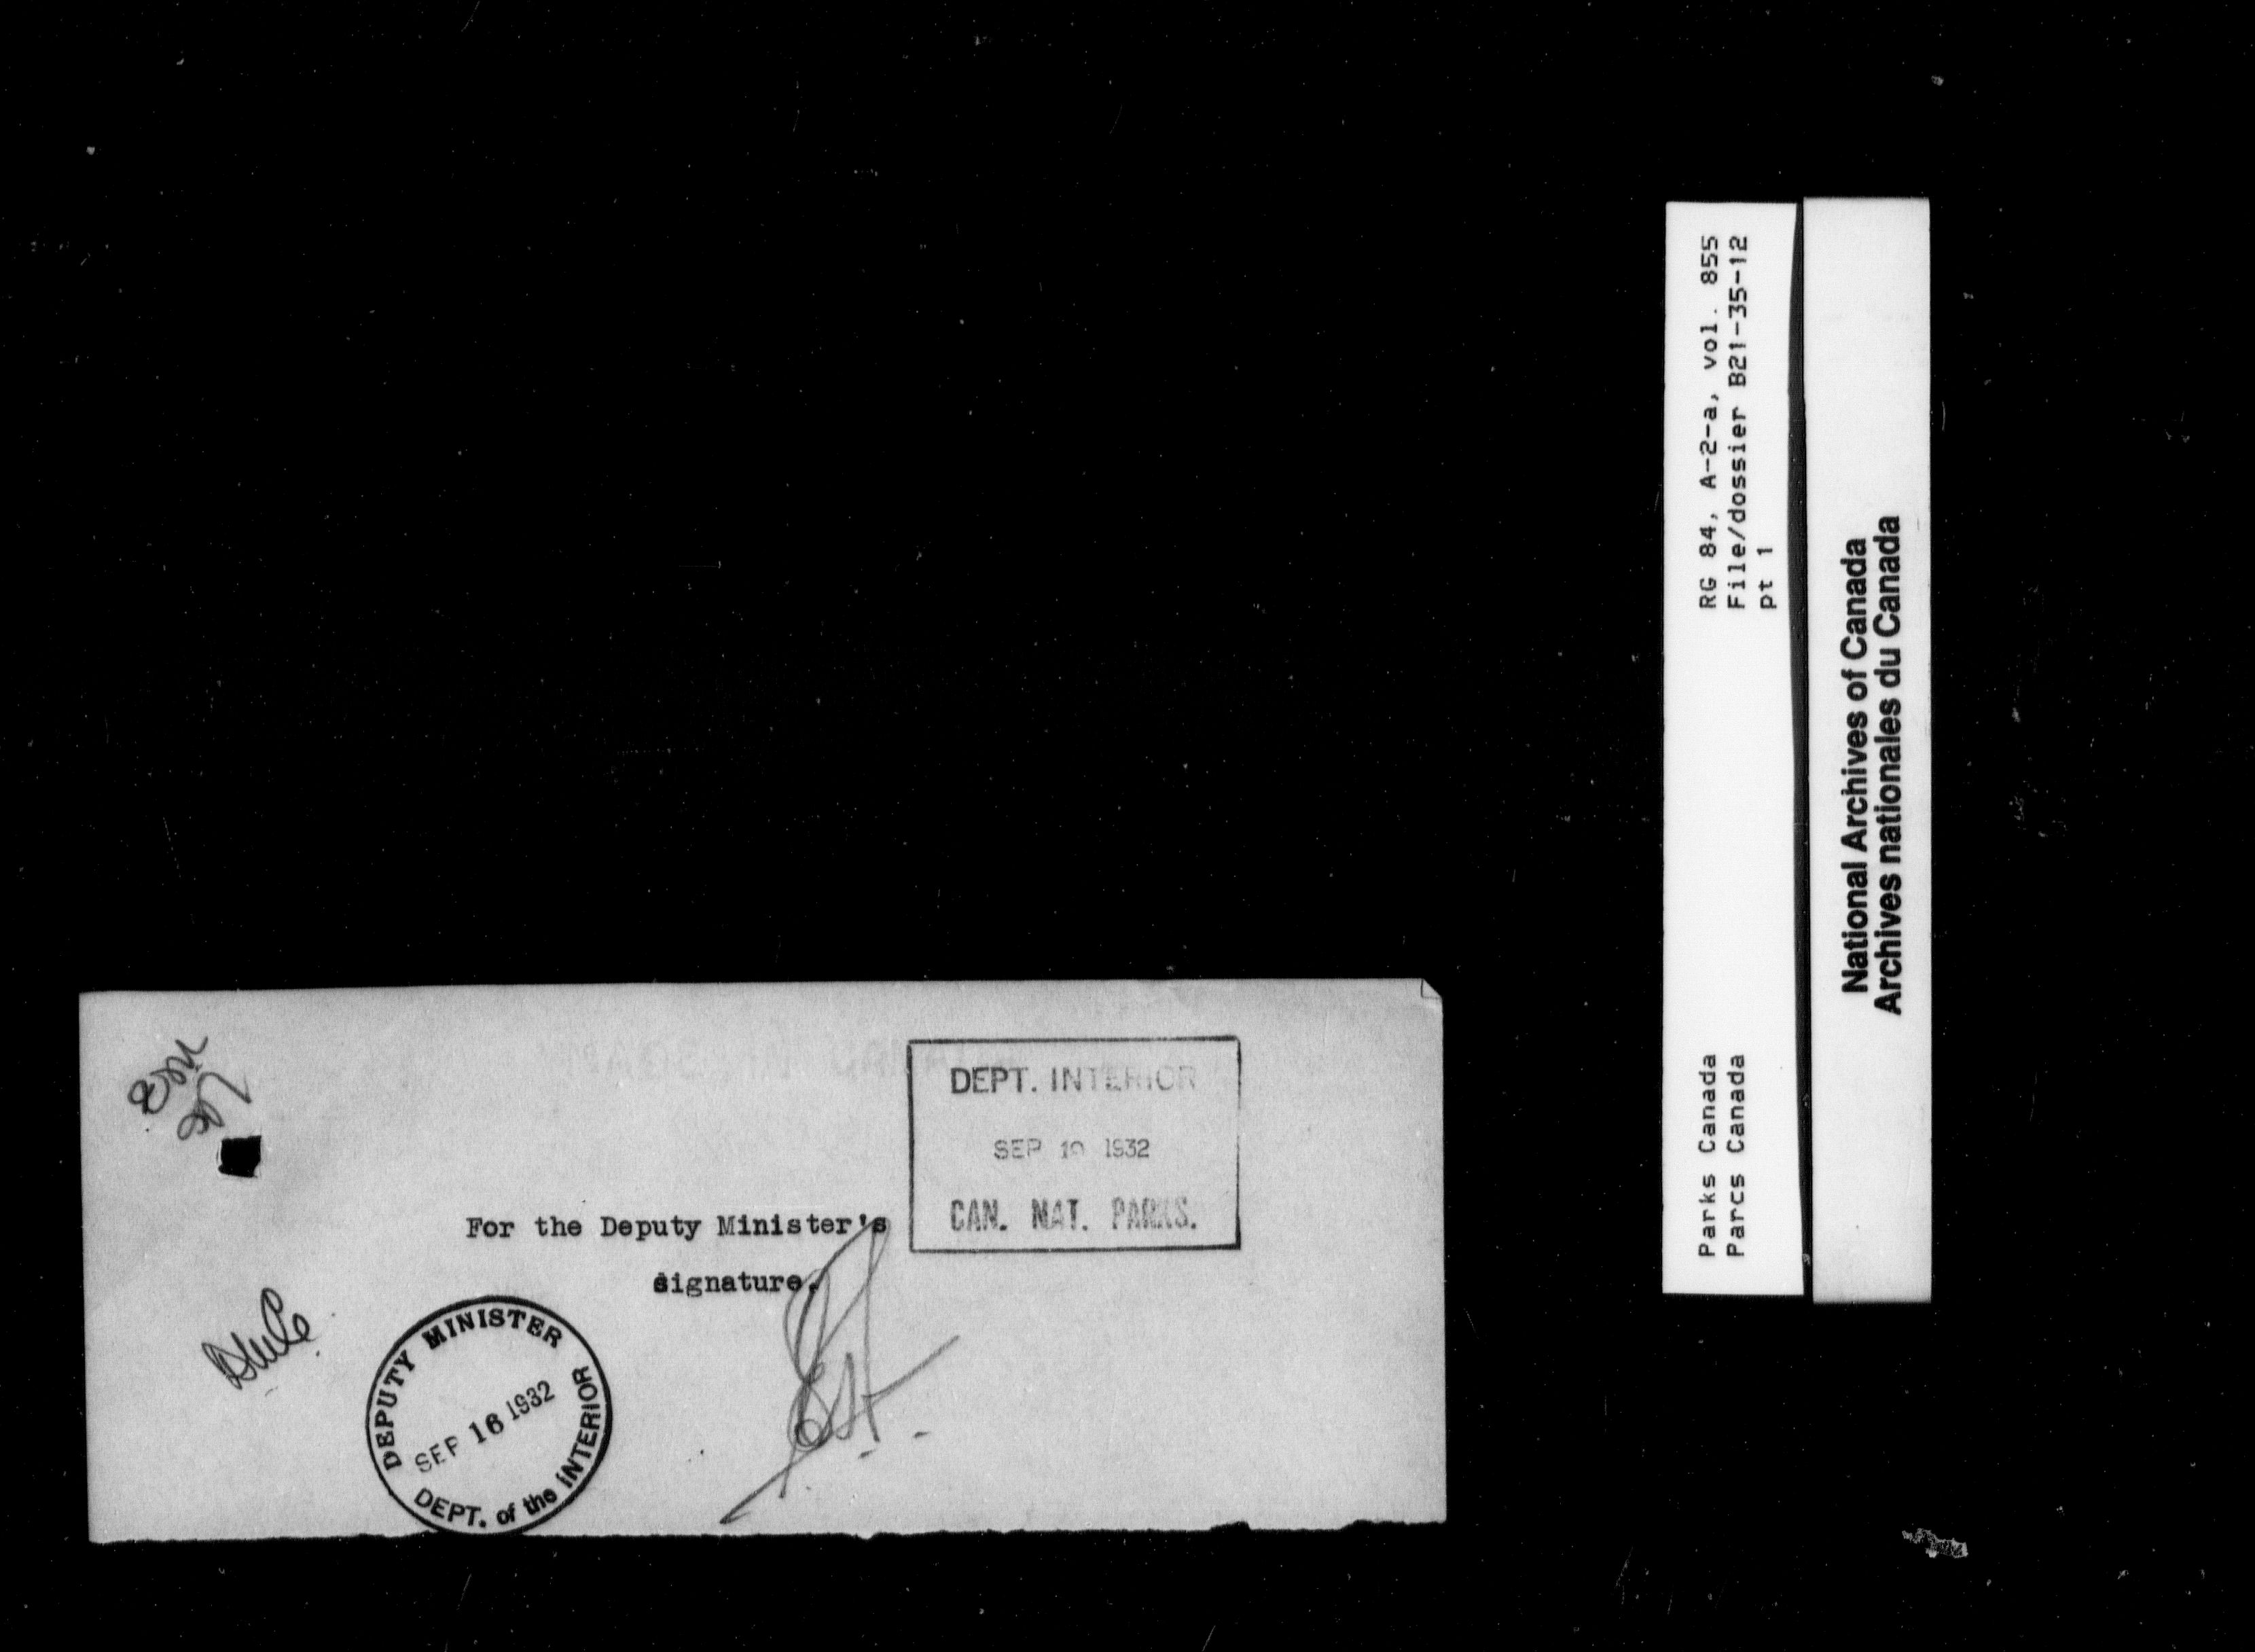 DEPT. INTERIOR
SEP 19 1932
CAN. NAT. PARKS.
For the Deputy Minister's
signature.
DEPUTY MINISTER
SEP 16 1932
DEPT. of the INTERIOR
RG 84, A-2-a, vol. 855
File/dossier B21-35-12
pt 1
Parks Canada
Parcs Canada
National Archives of Canada
Archives nationales du Canada